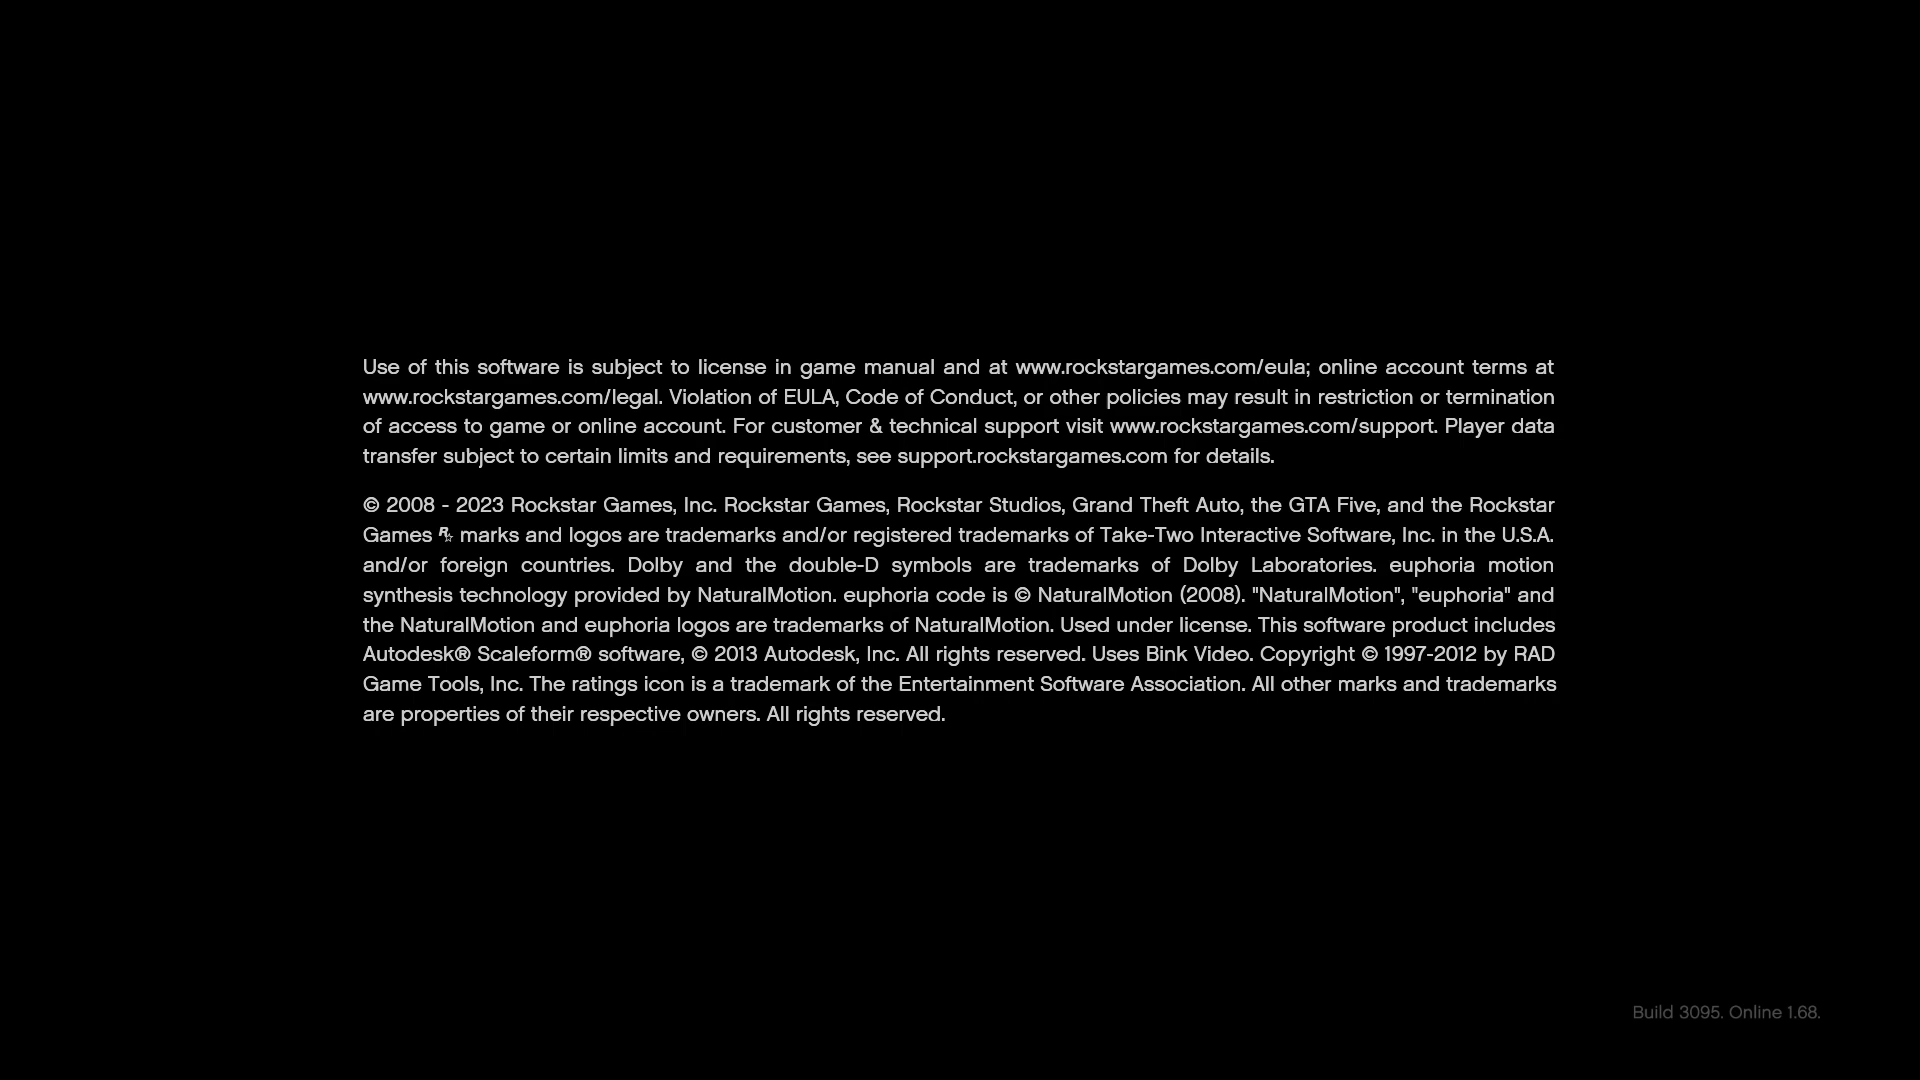 Use of this software is subject to license in game manual and at www.rockstargames.com/eula; online account terms at
www.rockstargames.com/legal. Violation of EULA, Code of Conduct, or other policies may result in restriction or termination
of access to game or online account. For customer & technical support visit www.rockstargames.com/support. Player data
transfer subject to certain limits and requirements, see support.rockstargames.com for details.
© 2008 - 2023 Rockstar Games, Inc. Rockstar Games, Rockstar Studios, Grand Theft Auto, the GTA Five, and the Rockstar
Games R* marks and logos are trademarks and/or registered trademarks of Take-Two Interactive Software, Inc. in the U.S.A.
and/or foreign countries. Dolby and the double-D symbols are trademarks of Dolby Laboratories. euphoria motion
synthesis technology provided by NaturalMotion. euphoria code is © NaturalMotion (2008). "NaturalMotion", "euphoria" and
the NaturalMotion and euphoria logos are trademarks of NaturalMotion. Used under license. This software product includes
Autodesk® Scaleform® software, © 2013 Autodesk, Inc. All rights reserved. Uses Bink Video. Copyright © 1997-2012 by RAD
Game Tools, Inc. The ratings icon is a trademark of the Entertainment Software Association. All other marks and trademarks
are properties of their respective owners. All rights reserved.
Build 3095. Online 1.68.